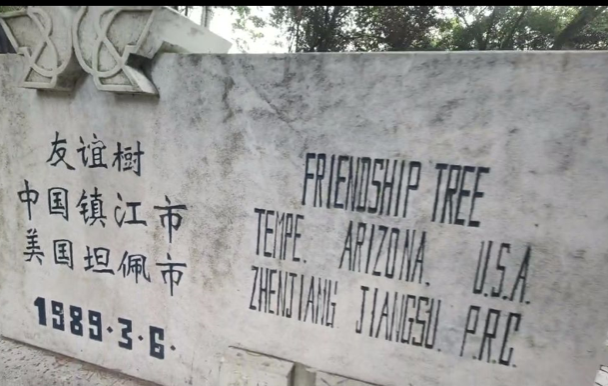 友谊樹
中国镇江市
美国坦佩市
1989·3·6·
FRIENDSHIP TREE
TEMPE. ARIZONA. U.S.A.
ZHENJIANG JIANGSU. P.R.C.